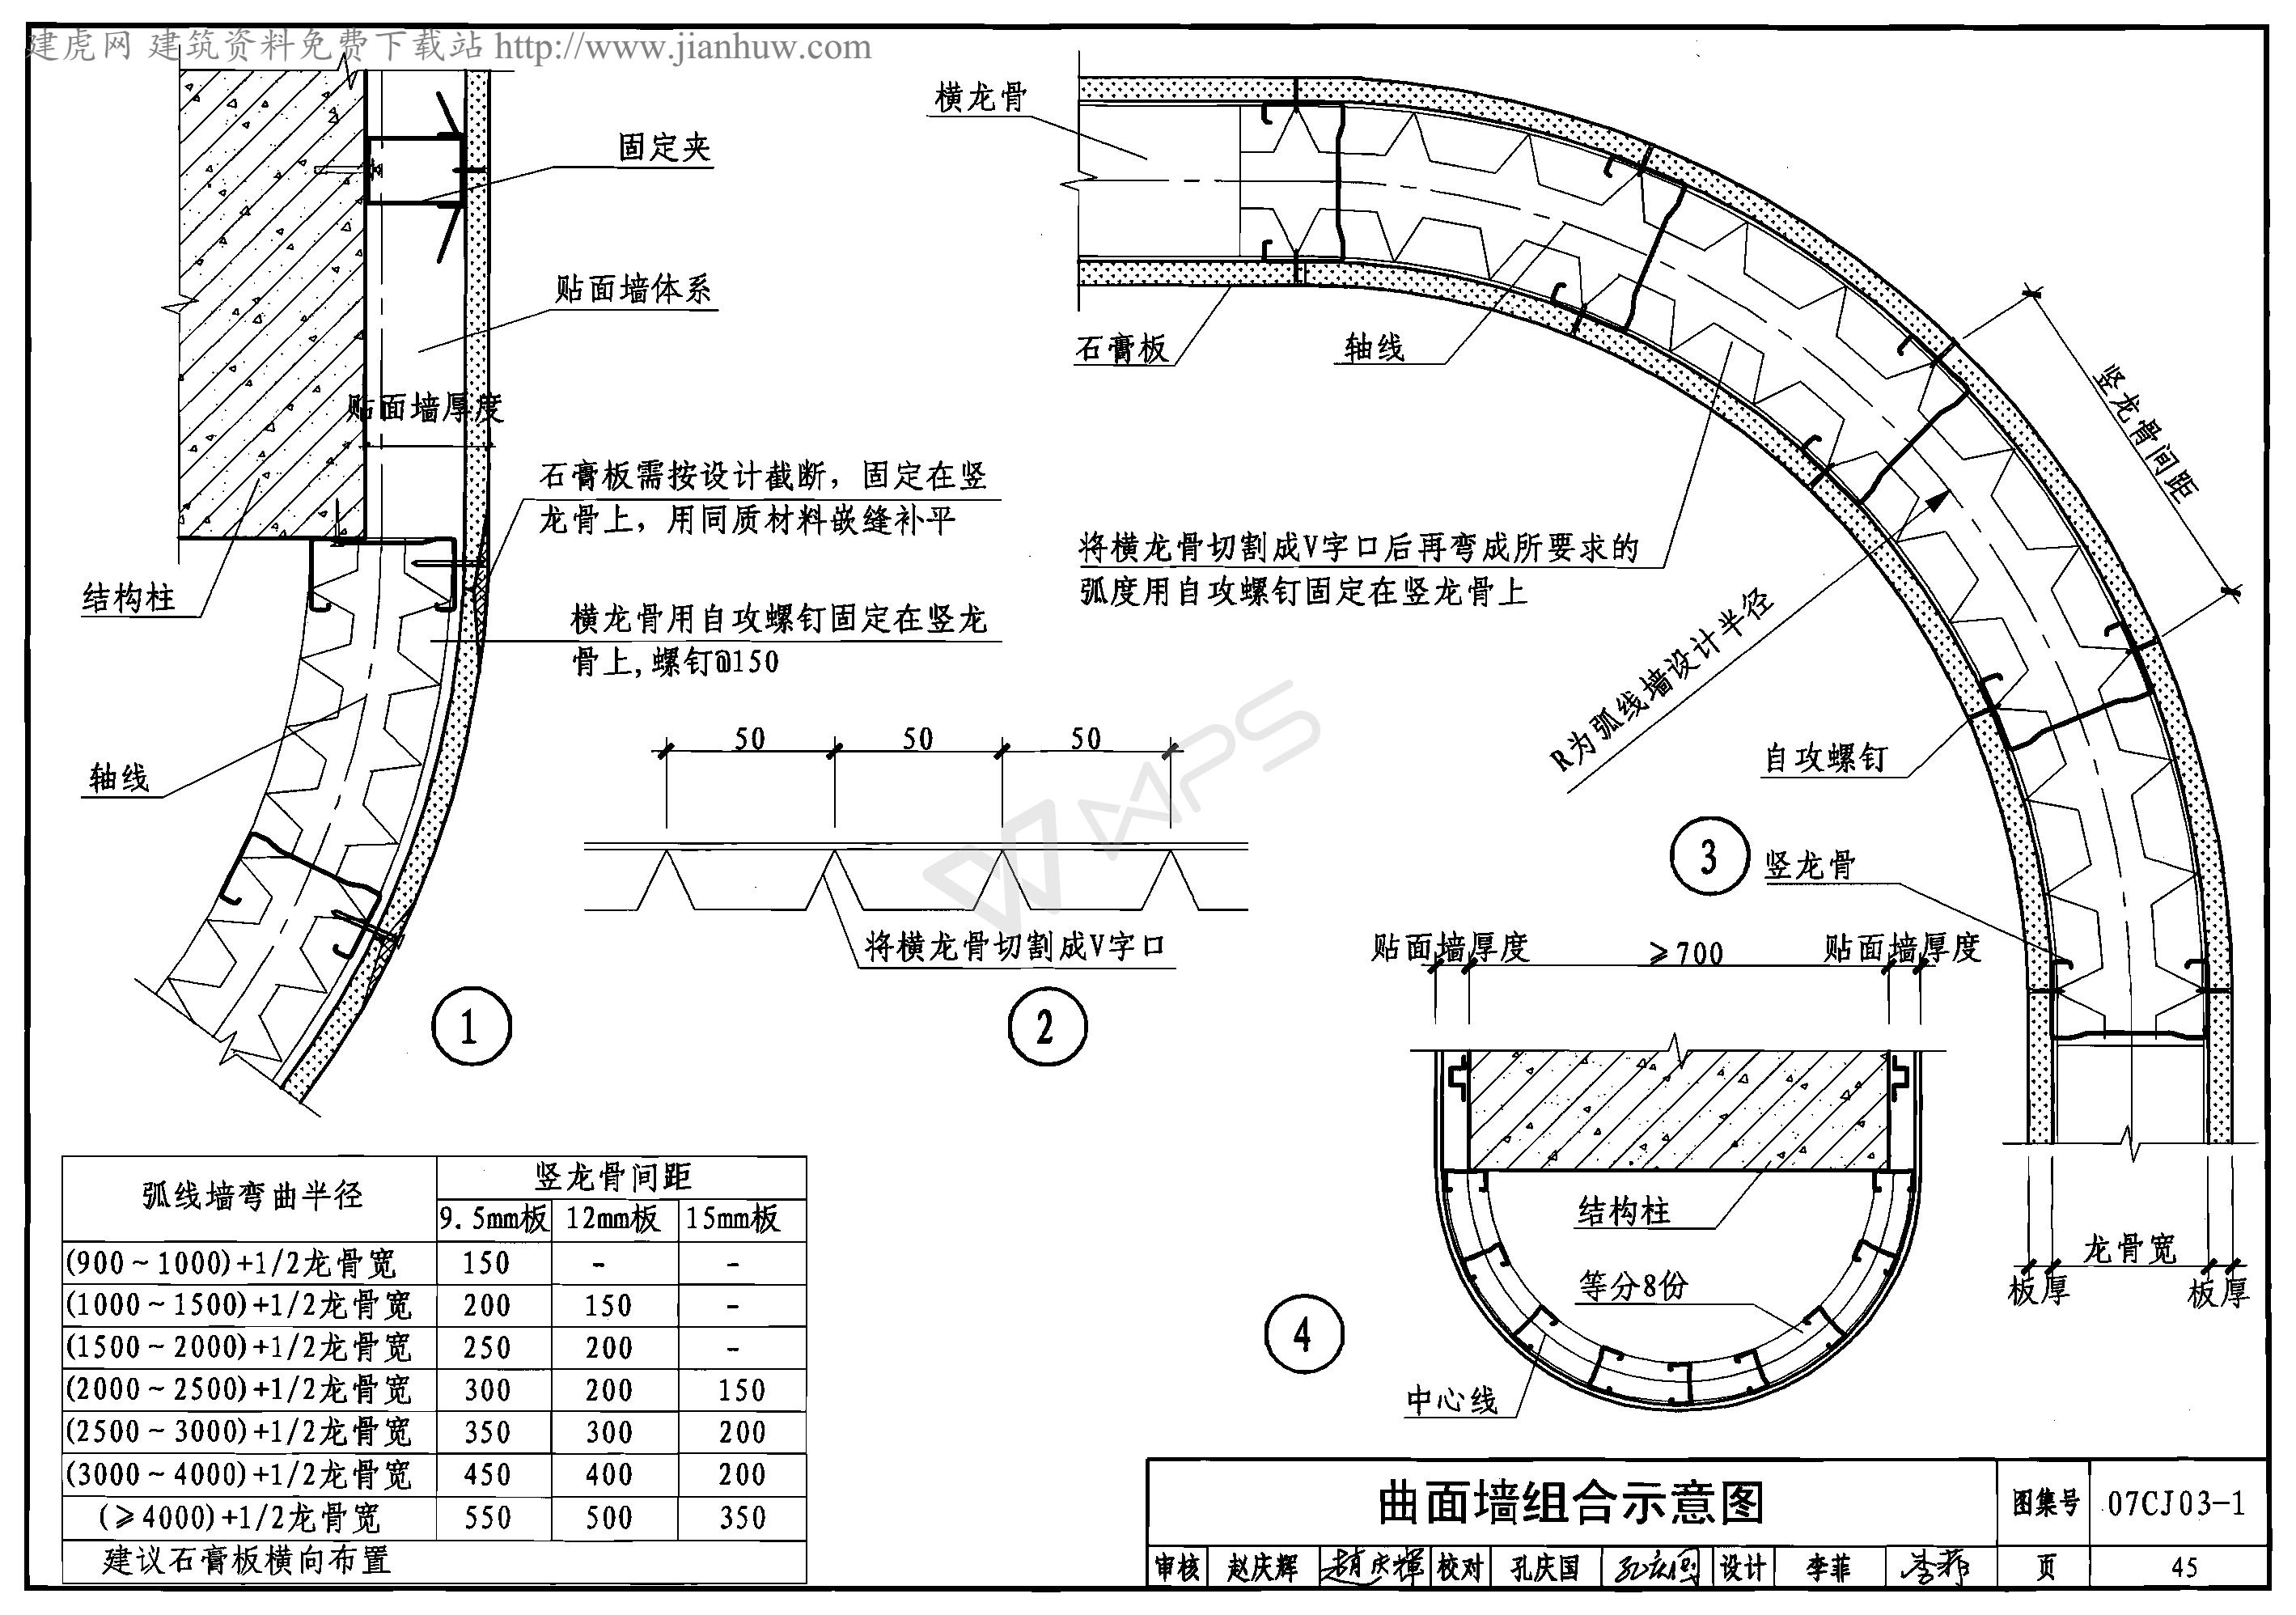 建虎网 建筑资料免费下载站 http://www.jianhuw.com
固定夹
贴面墙体系
贴面墙厚度
石膏板需按设计截断，固定在竖
龙骨上，用同质材料嵌缝补平
结构柱
横龙骨用自攻螺钉固定在竖龙
骨上,螺钉@150
轴线
1
50 50 50
将横龙骨切割成V字口
2
WPS
横龙骨
石膏板
轴线
竖龙骨间距
将横龙骨切割成V字口后再弯成所要求的
弧度用自攻螺钉固定在竖龙骨上
R为弧线墙设计半径
自攻螺钉
3
竖龙骨
龙骨宽
板厚 板厚
贴面墙厚度 ≥700 贴面墙厚度
结构柱
等分8份
中心线
4
弧线墙弯曲半径 竖龙骨间距
9.5mm板 12mm板 15mm板
(900~1000)+1/2龙骨宽 150 - -
(1000~1500)+1/2龙骨宽 200 150 -
(1500~2000)+1/2龙骨宽 250 200 -
(2000~2500)+1/2龙骨宽 300 200 150
(2500~3000)+1/2龙骨宽 350 300 200
(3000~4000)+1/2龙骨宽 450 400 200
(≥4000)+1/2龙骨宽 550 500 350
建议石膏板横向布置
曲面墙组合示意图 图集号 07CJ03-1
审核 赵庆辉 赵庆辉 校对 孔庆国 孔庆国 设计 李菲 李菲 页 45